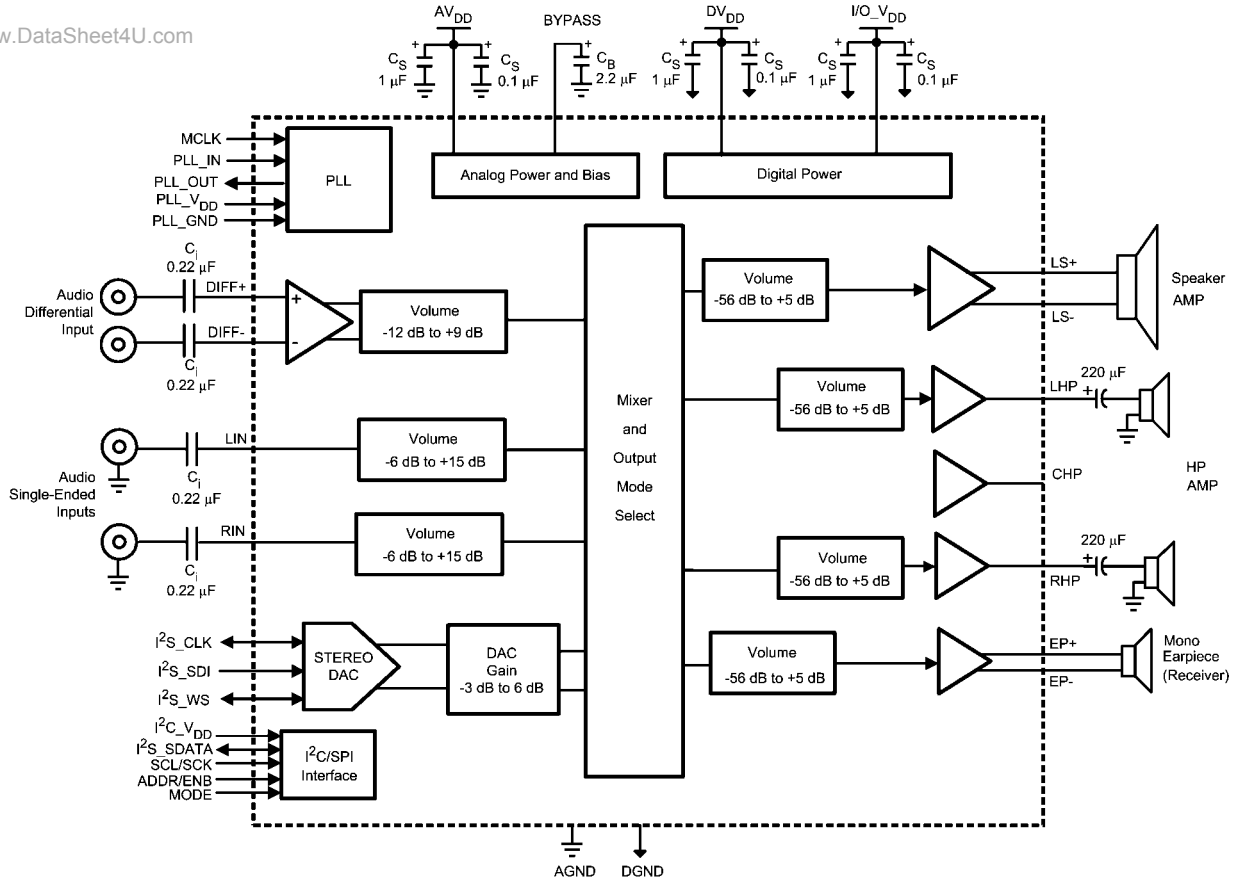 w.DataSheet4U.com
AVDD
BYPASS
DVDD
I/O_VDD
+
CS
1 µF
+
CS
0.1 µF
+
CB
2.2 µF
+
CS
1 µF
+
CS
0.1 µF
+
CS
1 µF
+
CS
0.1 µF
MCLK
PLL_IN
PLL_OUT
PLL_VDD
PLL_GND
PLL
Analog Power and Bias
Digital Power
Audio
Differential
Input
Ci
0.22 µF
DIFF+
DIFF-
Ci
0.22 µF
+
-
Volume
-12 dB to +9 dB
Audio
Single-Ended
Inputs
LIN
Ci
0.22 µF
Volume
-6 dB to +15 dB
RIN
Ci
0.22 µF
Volume
-6 dB to +15 dB
I2S_CLK
I2S_SDI
I2S_WS
STEREO
DAC
DAC
Gain
-3 dB to 6 dB
I2C_VDD
I2S_SDATA
SCL/SCK
ADDR/ENB
MODE
I2C/SPI
Interface
Mixer
and
Output
Mode
Select
Volume
-56 dB to +5 dB
LS+
LS-
Speaker
AMP
Volume
-56 dB to +5 dB
LHP
220 µF
+
CHP
HP
AMP
Volume
-56 dB to +5 dB
RHP
220 µF
+
Volume
-56 dB to +5 dB
EP+
EP-
Mono
Earpiece
(Receiver)
AGND
DGND